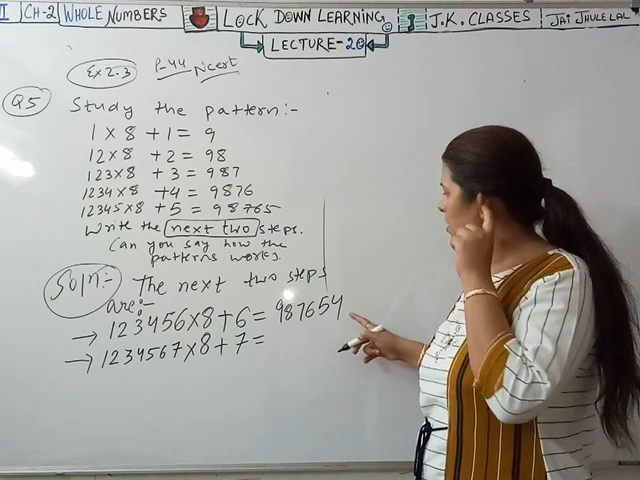 II CH-2 WHOLE NUMBERS LOCK DOWN LEARNING J.K. CLASSES JAI JHULE LAL
LECTURE-20
Ex 2.3 P-44 Ncert
Q5 Study the pattern:-
1 x 8 + 1 = 9
12 x 8 + 2 = 98
123 x 8 + 3 = 987
1234 x 8 + 4 = 9876
12345 x 8 + 5 = 98765
Write the next two steps.
Can you say how the
patterns works.
Soln:- The next two steps
are:-
→ 123456 x 8 + 6 = 987654
→ 1234567 x 8 + 7 =